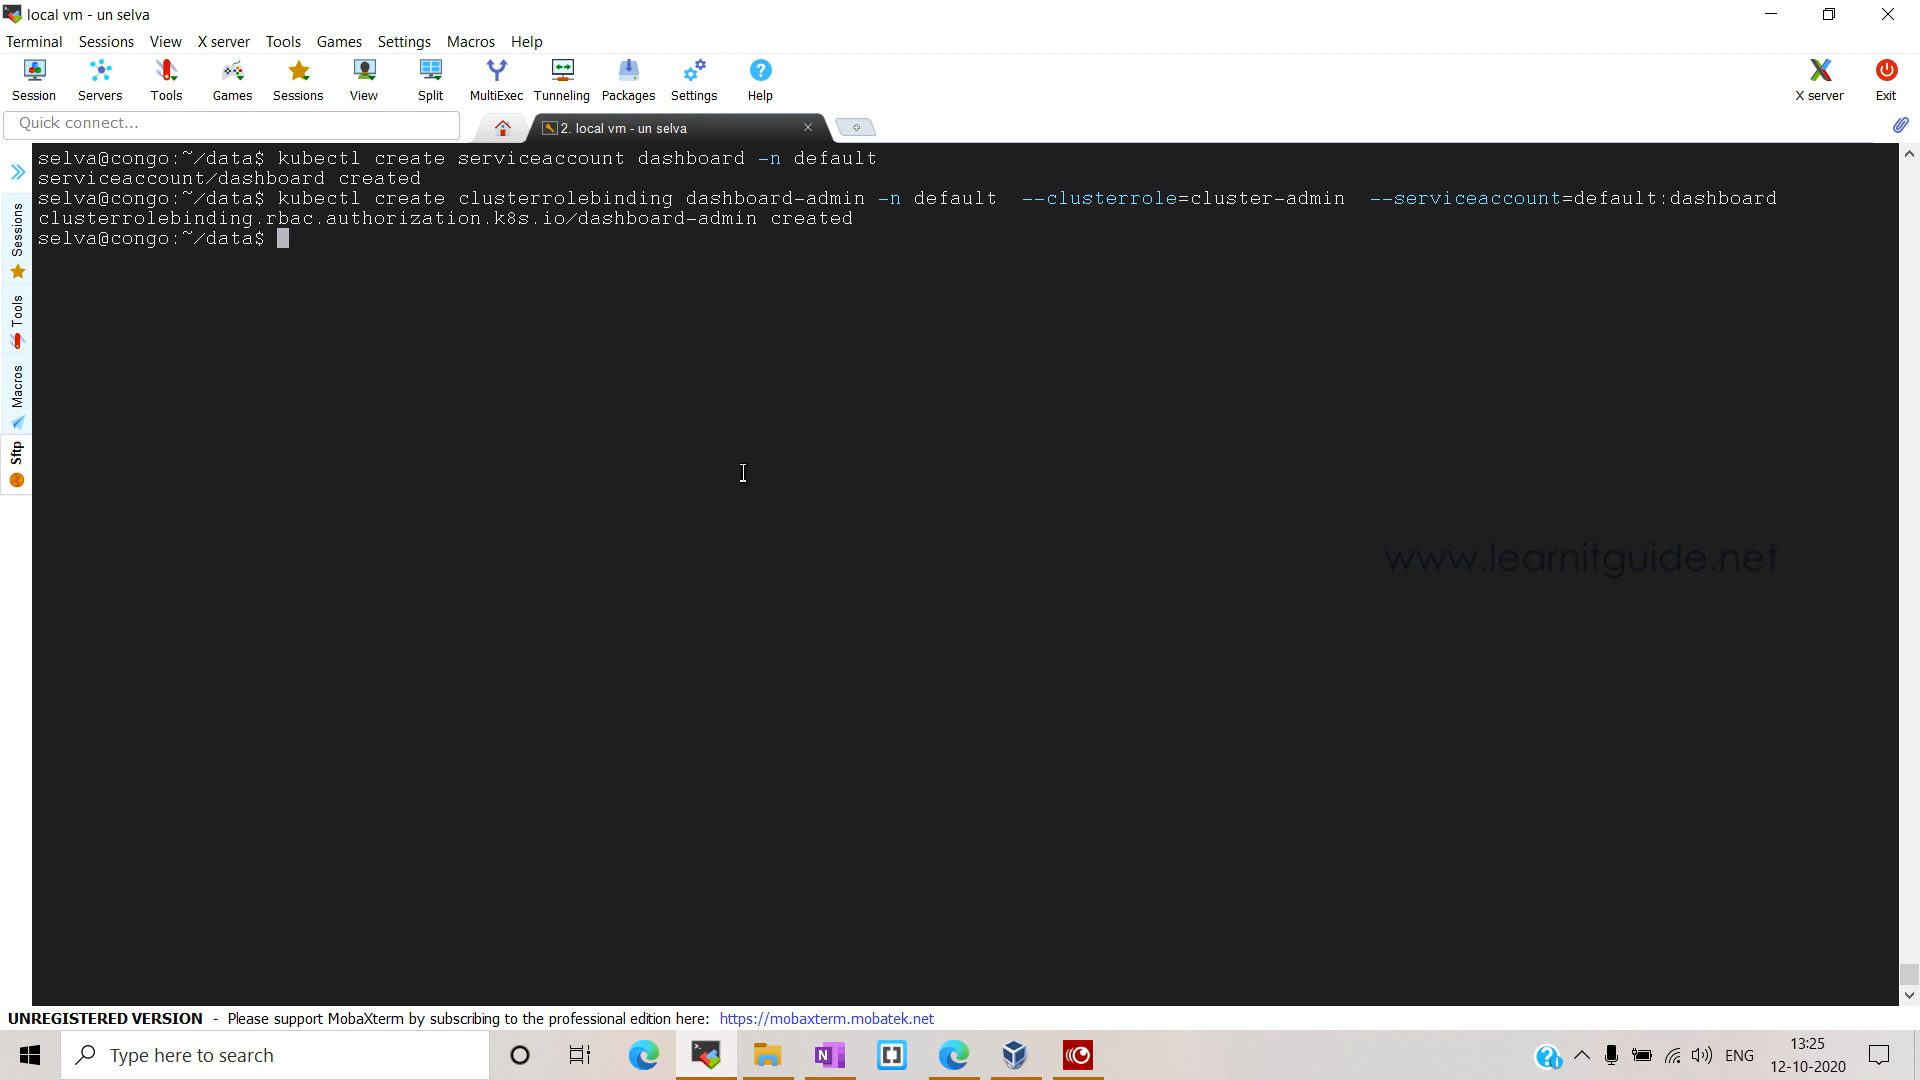 local vm - un selva
Terminal Sessions View X server Tools Games Settings Macros Help
Session Servers Tools Games Sessions View Split MultiExec Tunneling Packages Settings Help X server Exit
Quick connect...
2. local vm - un selva
selva@congo:~/data$ kubectl create serviceaccount dashboard -n default
serviceaccount/dashboard created
selva@congo:~/data$ kubectl create clusterrolebinding dashboard-admin -n default  --clusterrole=cluster-admin  --serviceaccount=default:dashboard
clusterrolebinding.rbac.authorization.k8s.io/dashboard-admin created
selva@congo:~/data$
Sessions
Tools
Macros
Sftp
www.learnitguide.net
UNREGISTERED VERSION - Please support MobaXterm by subscribing to the professional edition here: https://mobaxterm.mobatek.net
Type here to search
ENG
13:25
12-10-2020